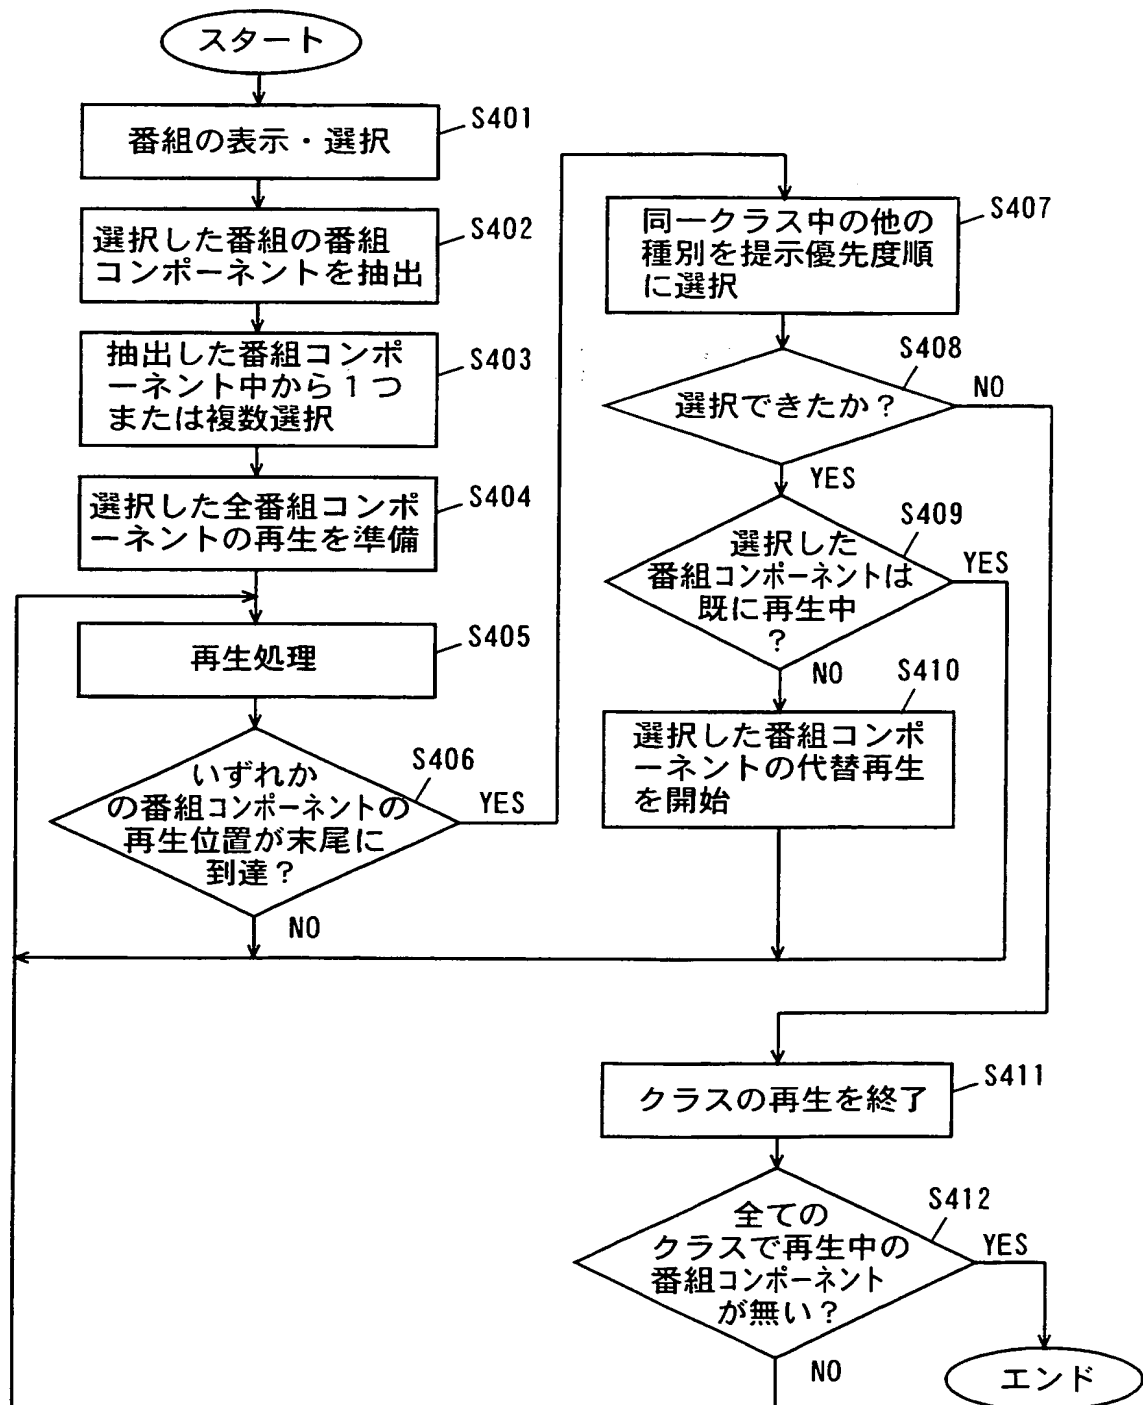 スタート
番組の表示・選択
S401
選択した番組の番組
コンポーネントを抽出
S402
抽出した番組コンポ
ーネント中から1つ
または複数選択
S403
選択した全番組コンポ
ーネントの再生を準備
S404
再生処理
S405
いずれか
の番組コンポーネントの
再生位置が末尾に
到達?
S406
YES
NO
同一クラス中の他の
種別を提示優先度順
に選択
S407
選択できたか?
S408
NO
YES
選択した
番組コンポーネントは
既に再生中
?
S409
YES
NO
選択した番組コンポ
ーネントの代替再生
を開始
S410
クラスの再生を終了
S411
全ての
クラスで再生中の
番組コンポーネント
が無い?
S412
YES
NO
エンド